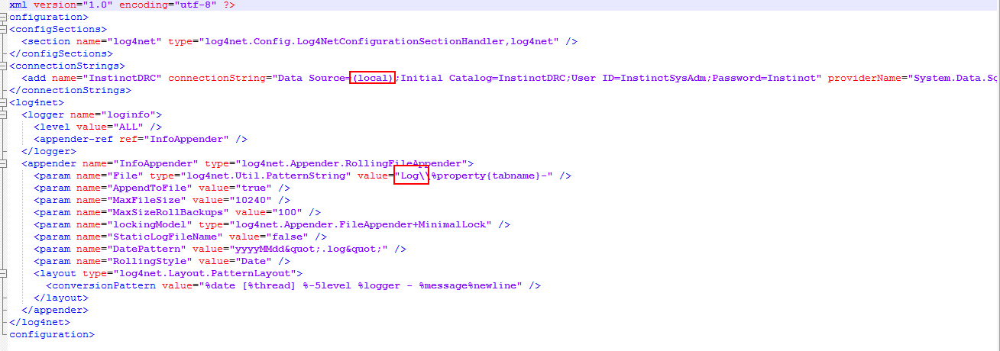 xml version="1.0" encoding="utf-8" ?>
onfiguration>
<configSections>
<section name="log4net" type="log4net.Config.Log4NetConfigurationSectionHandler,log4net" />
</configSections>
<connectionStrings>
<add name="InstinctDRC" connectionString="Data Source=(local);Initial Catalog=InstinctDRC;User ID=InstinctSysAdm;Password=Instinct" providerName="System.Data.Sq
</connectionStrings>
<log4net>
<logger name="loginfo">
<level value="ALL" />
<appender-ref ref="InfoAppender" />
</logger>
<appender name="InfoAppender" type="log4net.Appender.RollingFileAppender">
<param name="File" type="log4net.Util.PatternString" value="Log\\%property{tabname}-" />
<param name="AppendToFile" value="true" />
<param name="MaxFileSize" value="10240" />
<param name="MaxSizeRollBackups" value="100" />
<param name="lockingModel" type="log4net.Appender.FileAppender+MinimalLock" />
<param name="StaticLogFileName" value="false" />
<param name="DatePattern" value="yyyyMMdd&quot;.log&quot;" />
<param name="RollingStyle" value="Date" />
<layout type="log4net.Layout.PatternLayout">
<conversionPattern value="%date [%thread] %-5level %logger - %message%newline" />
</layout>
</appender>
</log4net>
configuration>